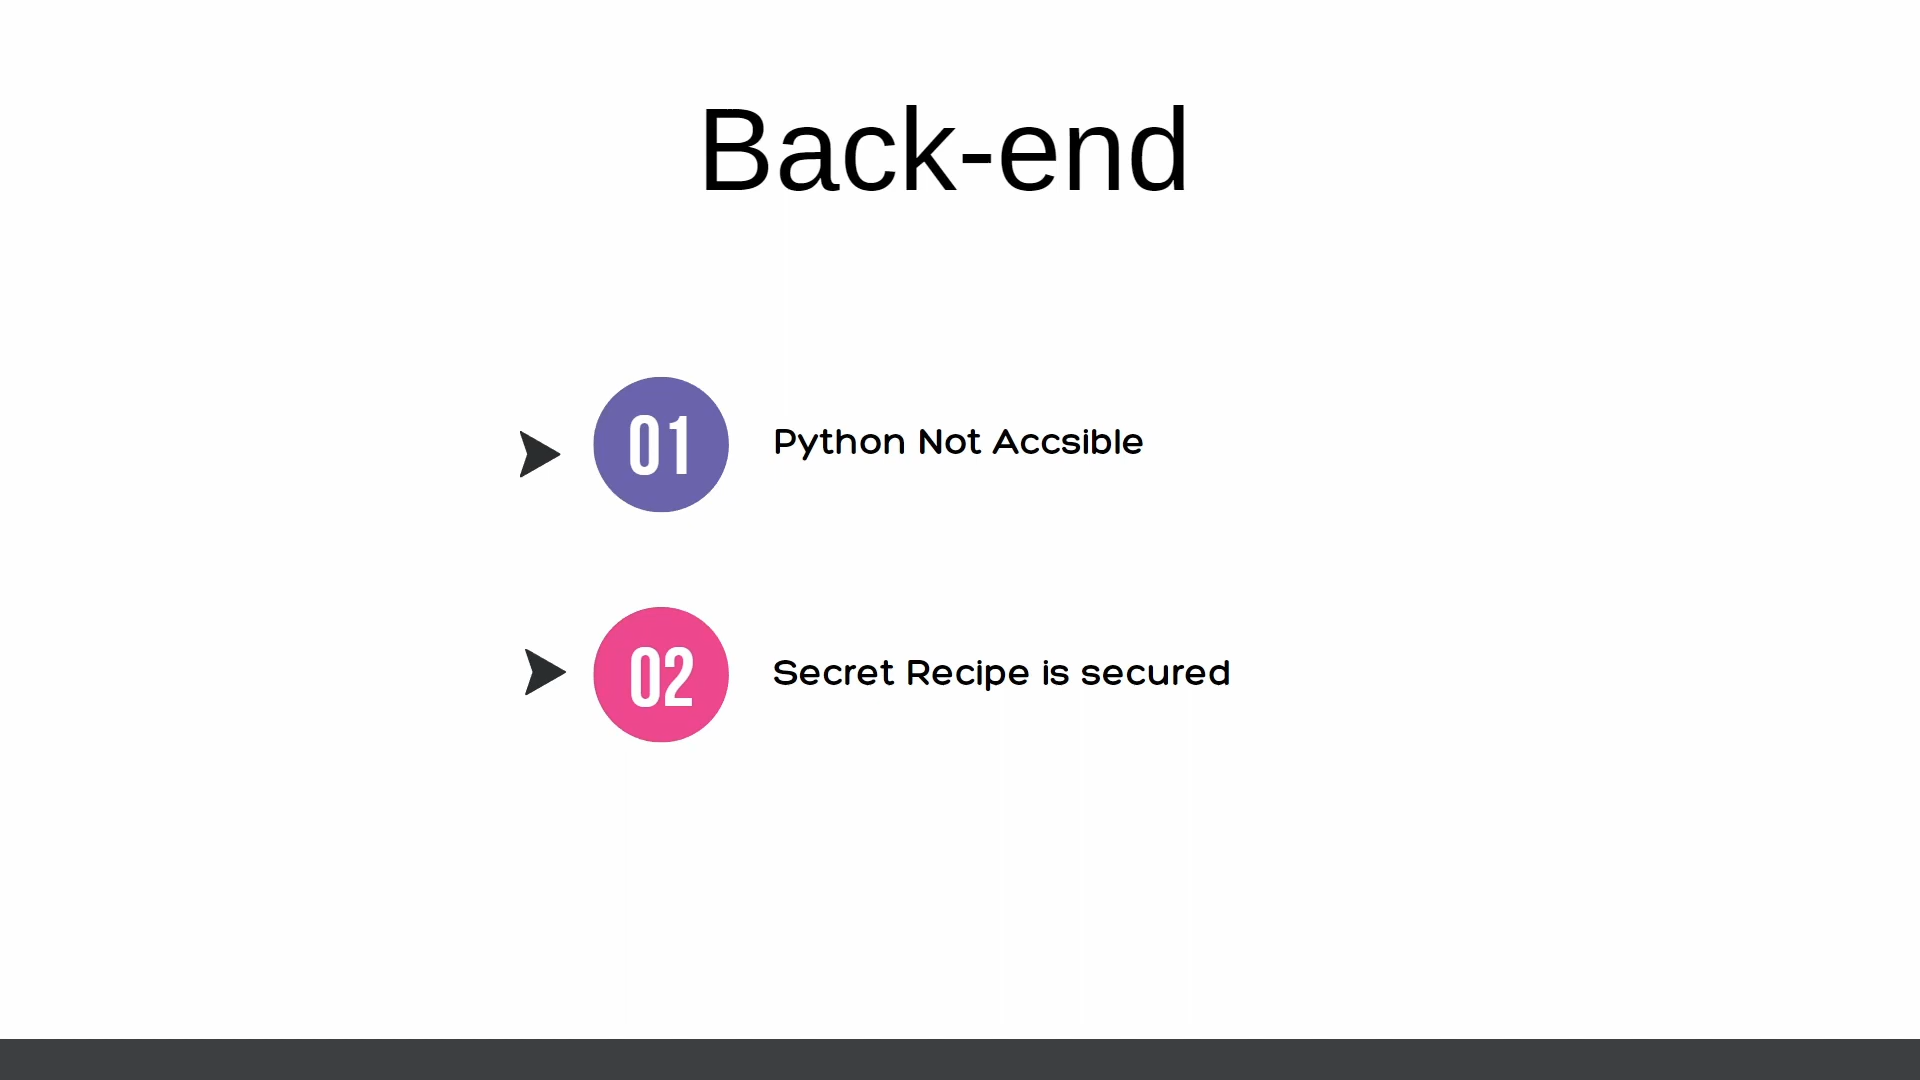 Back-end
01
Python Not Accsible
02
Secret Recipe is secured